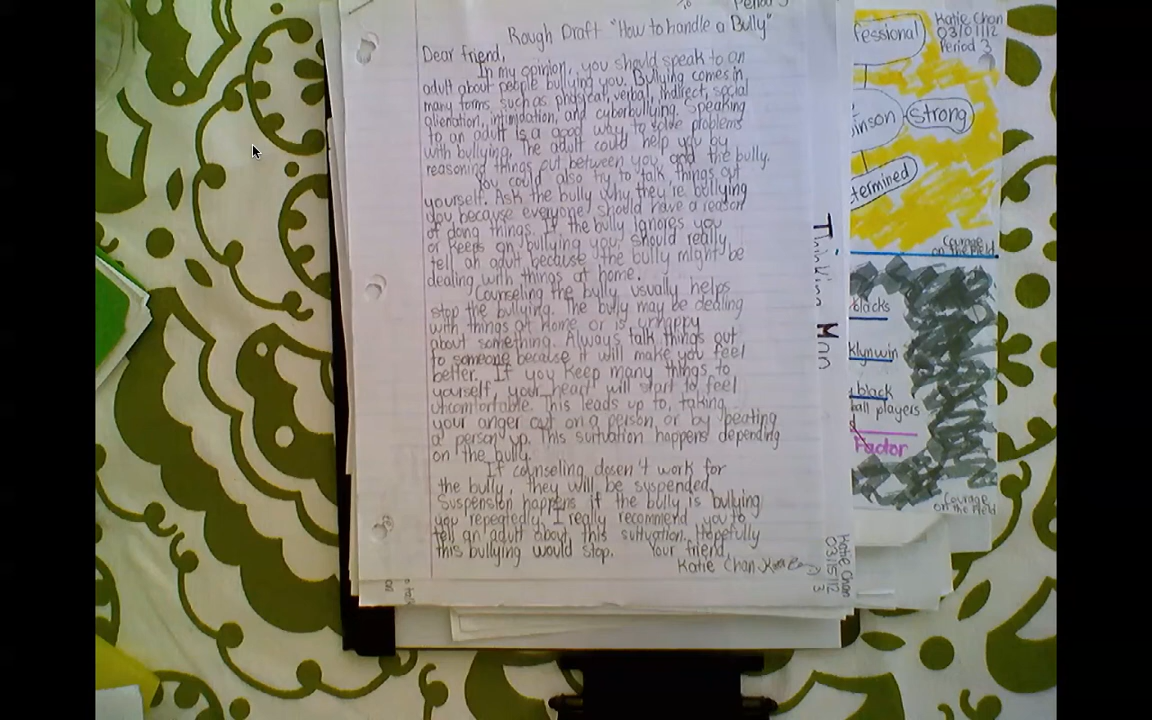 Period 3
Rough Draft "How to handle a Bully"
Dear friend,
In my opinion, you should speak to an
adult about people bullying you. Bullying comes in
many forms, such as physical, verbal, indirect, social
alienation, intimidation, and cyberbullying. Speaking
to an adult is a good way to solve problems
with bullying. The adult could help you by
reasoning things out between you, and the bully.
You could also try to talk things out
yourself. Ask the bully why they're bullying
you because everyone should have a reason
of doing things. If the bully ignores you
or keeps on bullying you, should really
tell an adult because the bully might be
dealing with things at home.
Counseling the bully usually helps
stop the bullying. The bully may be dealing
with things at home or is unhappy
about something. Always talk things out
to someone because it will make you feel
better. If you keep many things to
yourself, your head will start to feel
uncomfortable. This leads up to, taking
your anger out on a person, or by beating
a person up. This suituation happens depending
on the bully.
If counseling dosen't work for
the bully, they will be suspended.
Suspension happens if the bully is bullying
you repeatedly. I really recommend you to
tell an adult about this suituation. Hopefully
this bullying would stop. Your friend,
Katie Chan
Katie Chan
03/15/12
3
Thinking Man
fessional
Katie Chan
03/01/12
Period 3
inson
strong
termined
Courage
on the Field
blacks
klynwin
black
ball players
Factor
Courage
on the Field